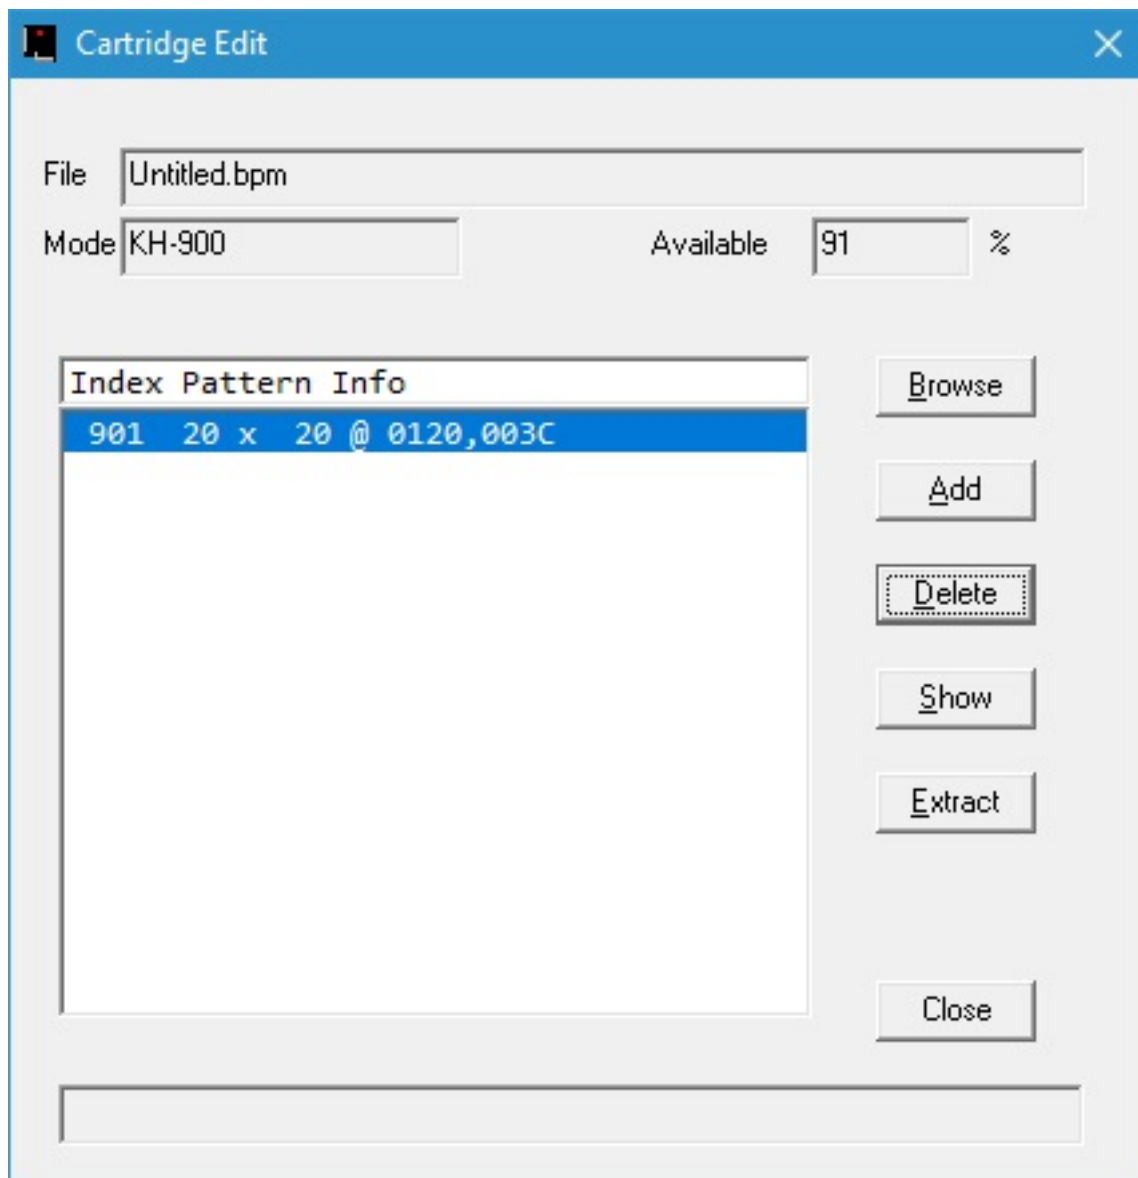 Cartridge Edit
File Untitled.bpm
Mode KH-900 Available 91 %
Index Pattern Info
901 20 x 20 @ 0120,003C
Browse
Add
Delete
Show
Extract
Close